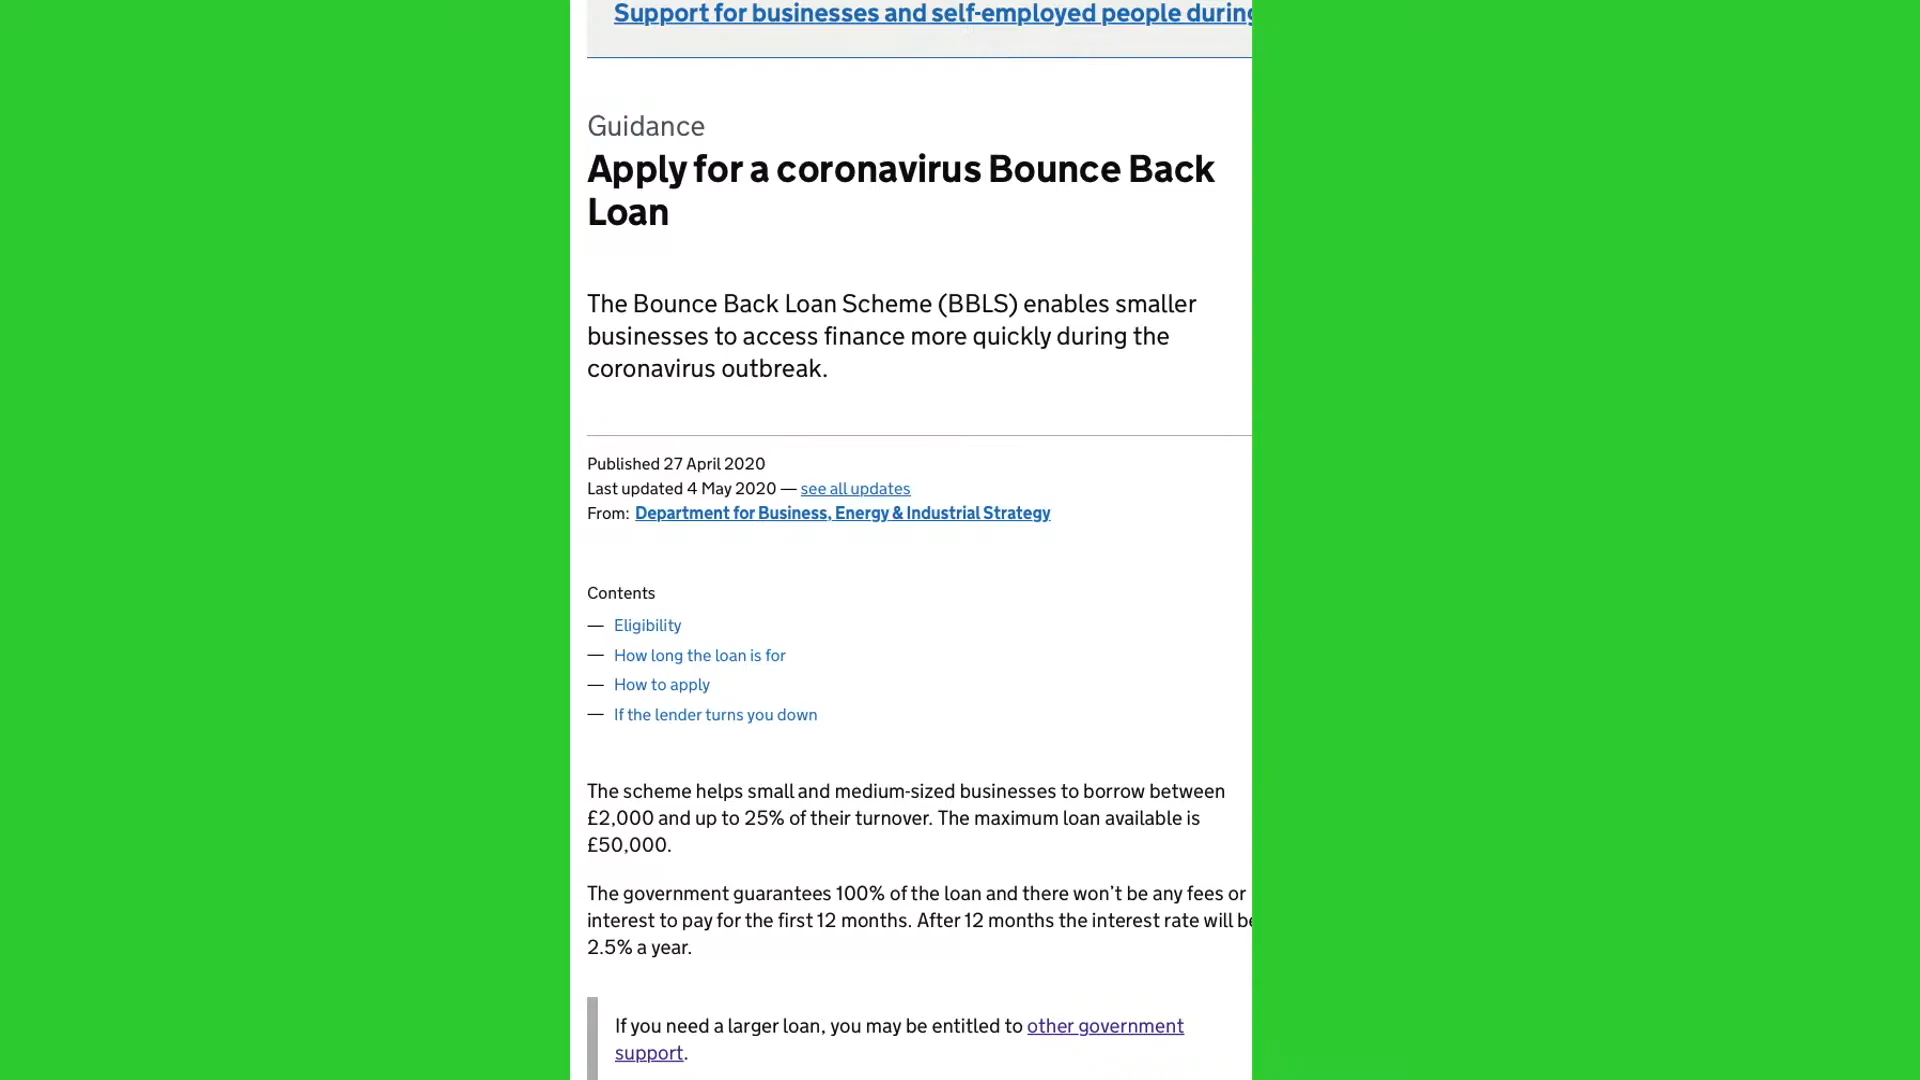 Support for businesses and self-employed people during
Guidance
Apply for a coronavirus Bounce Back
Loan
The Bounce Back Loan Scheme (BBLS) enables smaller
businesses to access finance more quickly during the
coronavirus outbreak.
Published 27 April 2020
Last updated 4 May 2020 — see all updates
From: Department for Business, Energy & Industrial Strategy
Contents
— Eligibility
— How long the loan is for
— How to apply
— If the lender turns you down
The scheme helps small and medium-sized businesses to borrow between
£2,000 and up to 25% of their turnover. The maximum loan available is
£50,000.
The government guarantees 100% of the loan and there won’t be any fees or
interest to pay for the first 12 months. After 12 months the interest rate will be
2.5% a year.
If you need a larger loan, you may be entitled to other government
support.